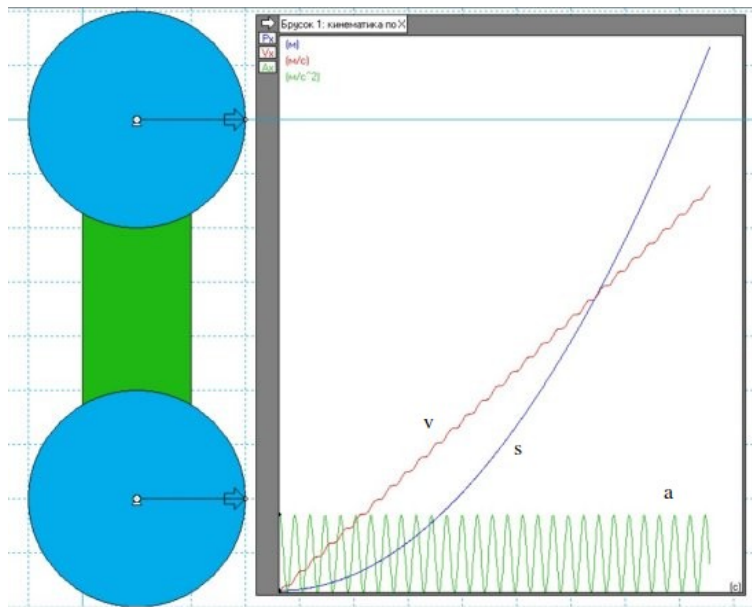 Брусок 1: кинематика по X
Px
Vx
Ax
(м)
(м/с)
(м/с^2)
v
s
a
(с)